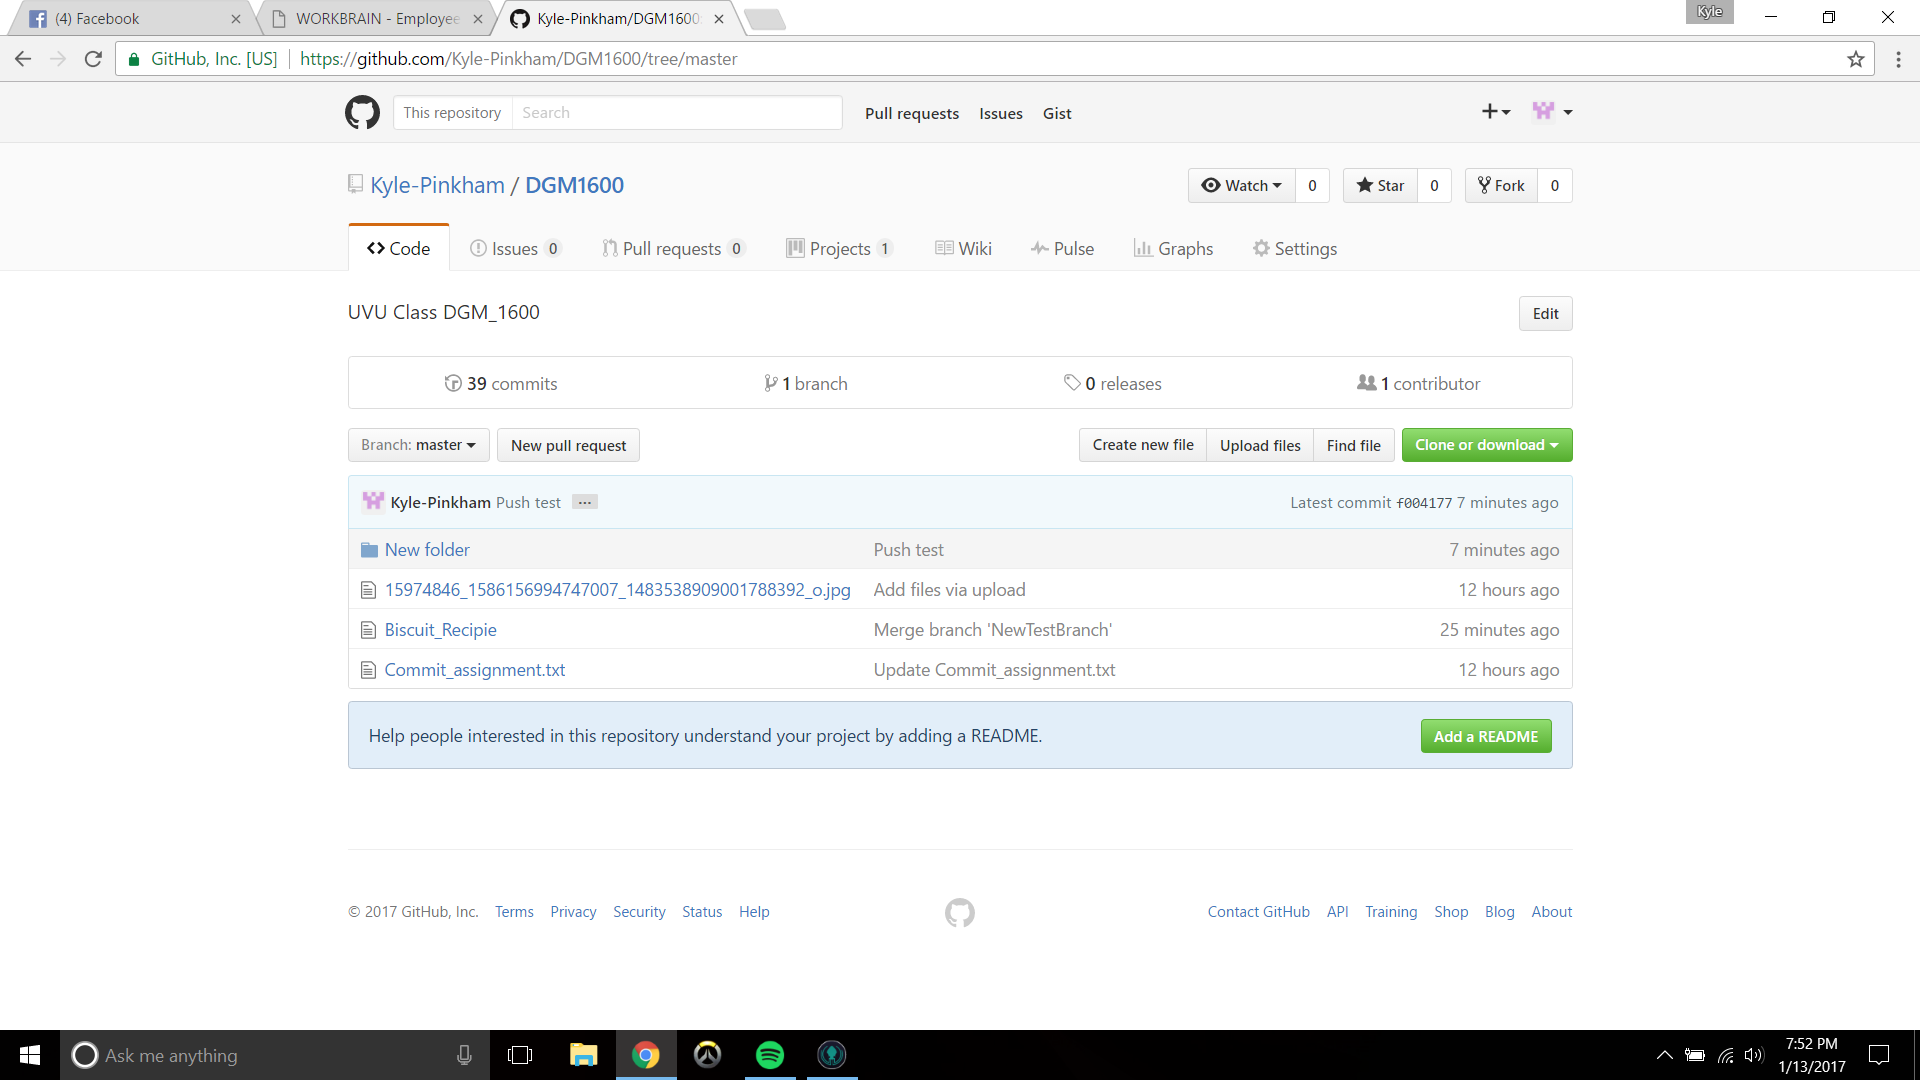 (4) Facebook
WORKBRAIN - Employee
Kyle-Pinkham/DGM1600:
Kyle
GitHub, Inc. [US] https://github.com/Kyle-Pinkham/DGM1600/tree/master
This repository Search Pull requests Issues Gist
Kyle-Pinkham / DGM1600
Watch 0 Star 0 Fork 0
Code Issues 0 Pull requests 0 Projects 1 Wiki Pulse Graphs Settings
UVU Class DGM_1600 Edit
39 commits 1 branch 0 releases 1 contributor
Branch: master New pull request Create new file Upload files Find file Clone or download
Kyle-Pinkham Push test ... Latest commit f004177 7 minutes ago
New folder Push test 7 minutes ago
15974846_1586156994747007_1483538909001788392_o.jpg Add files via upload 12 hours ago
Biscuit_Recipie Merge branch 'NewTestBranch' 25 minutes ago
Commit_assignment.txt Update Commit_assignment.txt 12 hours ago
Help people interested in this repository understand your project by adding a README. Add a README
© 2017 GitHub, Inc. Terms Privacy Security Status Help Contact GitHub API Training Shop Blog About
Ask me anything
7:52 PM
1/13/2017